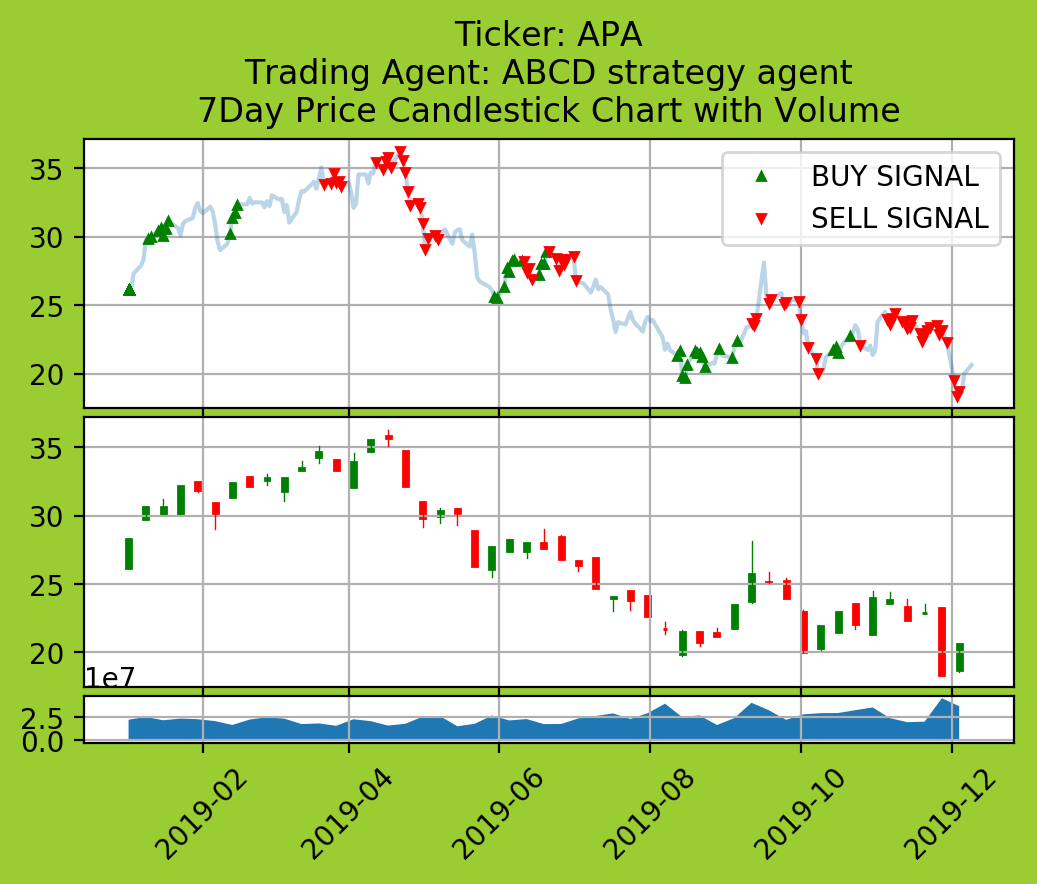 Ticker: APA
Trading Agent: ABCD strategy agent
7Day Price Candlestick Chart with Volume
35
30
25
20
BUY SIGNAL
SELL SIGNAL
35
30
25
20
1e7
2.5
0.0
2019-02
2019-04
2019-06
2019-08
2019-10
2019-12